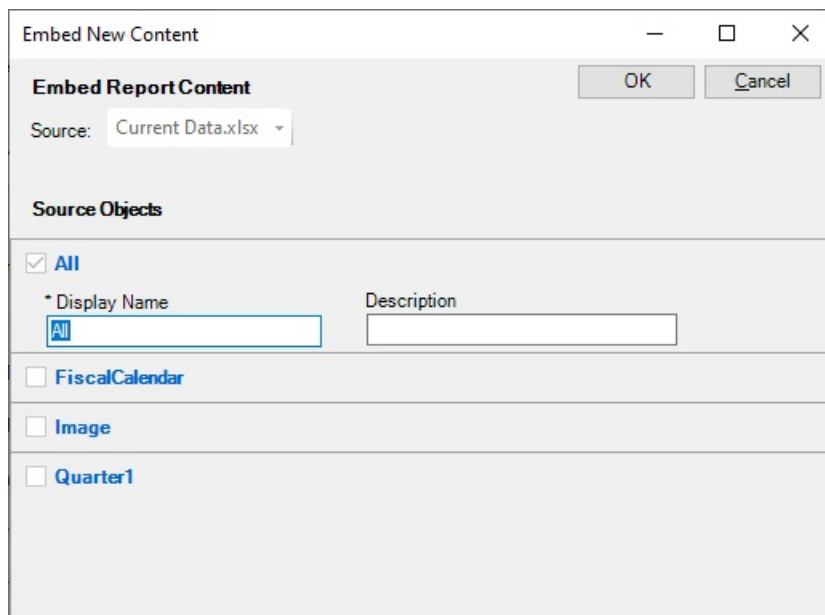 Embed New Content
Embed Report Content
OK
Cancel
Source:
Current Data.xlsx
Source Objects
All
* Display Name
Description
All
FiscalCalendar
Image
Quarter1